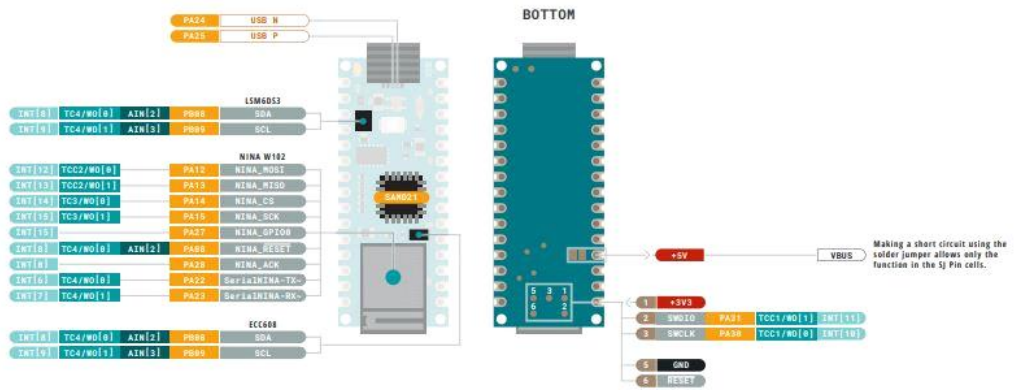 BOTTOM
PA24 USB N
PA25 USB P
LSM6DS3
INT[8] TC4/WO[0] AIN[2] PB08 SDA
INT[9] TC4/WO[1] AIN[3] PB09 SCL
NINA W102
INT[12] TCC2/WO[0] PA12 NINA_MOSI
INT[13] TCC2/WO[1] PA13 NINA_MISO
INT[14] TC3/WO[0] PA14 NINA_CS
INT[15] TC3/WO[1] PA15 NINA_SCK
INT[15] PA27 NINA_GPIO0
INT[8] TC4/WO[0] AIN[2] NINA_RESET
INT[8] PA28 NINA_ACK
INT[6] TC4/WO[0] PA22 SerialNINA-TX~
INT[7] TC4/WO[1] PA23 SerialNINA-RX~
ECC608
INT[8] TC4/WO[0] AIN[2] PB08 SDA
INT[9] TC4/WO[1] AIN[3] PB09 SCL
SAMD21
5 3 1
6 2
+5V VBUS
Making a short circuit using the
solder jumper allows only the
function in the SJ Pin cells.
1 +3V3
2 SWDIO PA31 TCC1/WO[1] INT[11]
3 SWCLK PA30 TCC1/WO[0] INT[10]
5 GND
6 RESET